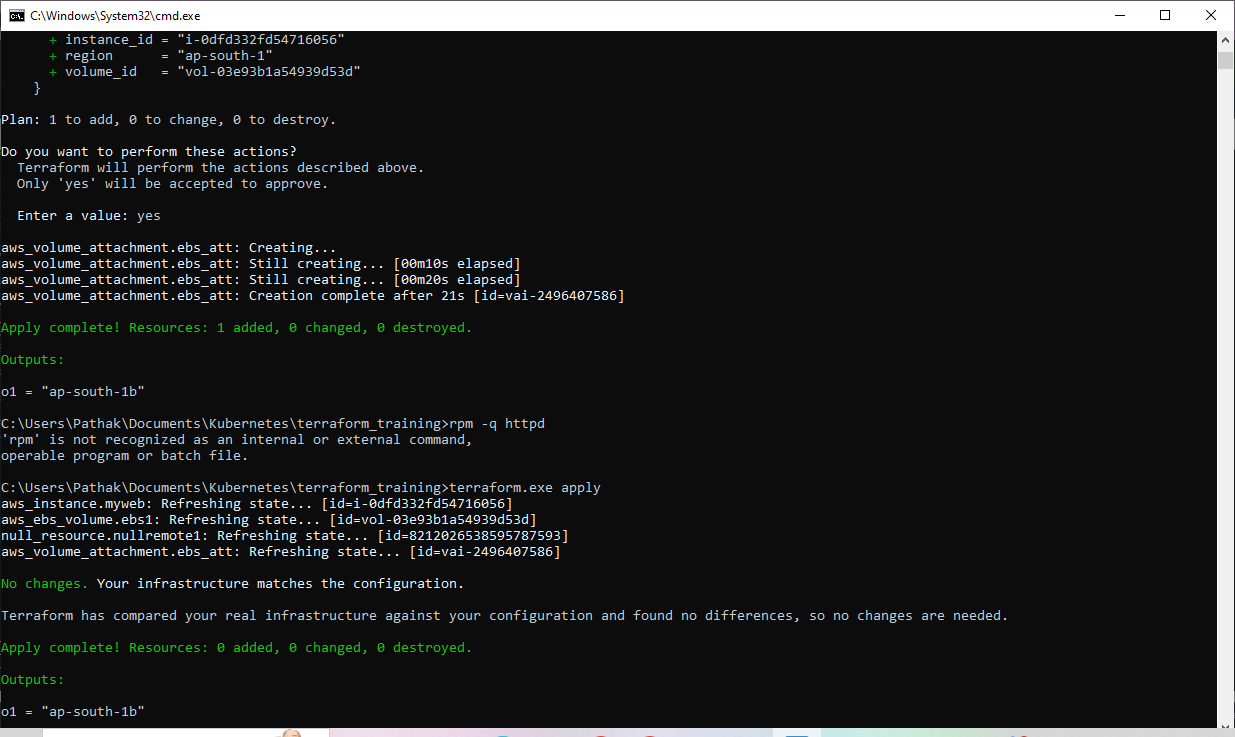 C:\Windows\System32\cmd.exe
+ instance_id = "i-0dfd332fd54716056"
+ region      = "ap-south-1"
+ volume_id   = "vol-03e93b1a54939d53d"
}
Plan: 1 to add, 0 to change, 0 to destroy.
Do you want to perform these actions?
Terraform will perform the actions described above.
Only 'yes' will be accepted to approve.
Enter a value: yes
aws_volume_attachment.ebs_att: Creating...
aws_volume_attachment.ebs_att: Still creating... [00m10s elapsed]
aws_volume_attachment.ebs_att: Still creating... [00m20s elapsed]
aws_volume_attachment.ebs_att: Creation complete after 21s [id=vai-2496407586]
Apply complete! Resources: 1 added, 0 changed, 0 destroyed.
Outputs:
o1 = "ap-south-1b"
C:\Users\Pathak\Documents\Kubernetes\terraform_training>rpm -q httpd
'rpm' is not recognized as an internal or external command,
operable program or batch file.
C:\Users\Pathak\Documents\Kubernetes\terraform_training>terraform.exe apply
aws_instance.myweb: Refreshing state... [id=i-0dfd332fd54716056]
aws_ebs_volume.ebs1: Refreshing state... [id=vol-03e93b1a54939d53d]
null_resource.nullremote1: Refreshing state... [id=8212026538595787593]
aws_volume_attachment.ebs_att: Refreshing state... [id=vai-2496407586]
No changes. Your infrastructure matches the configuration.
Terraform has compared your real infrastructure against your configuration and found no differences, so no changes are needed.
Apply complete! Resources: 0 added, 0 changed, 0 destroyed.
Outputs:
o1 = "ap-south-1b"